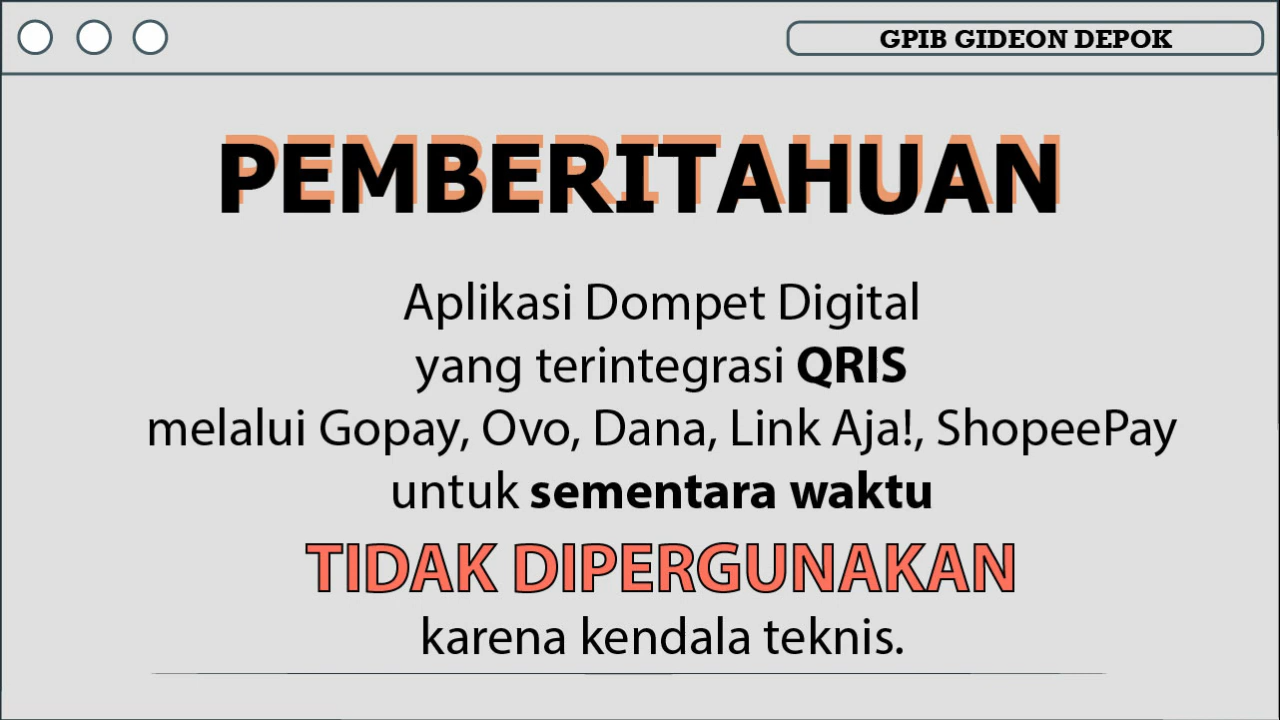 GPIB GIDEON DEPOK
PEMBERITAHUAN
Aplikasi Dompet Digital
yang terintegrasi QRIS
melalui Gopay, Ovo, Dana, Link Aja!, ShopeePay
untuk sementara waktu
TIDAK DIPERGUNAKAN
karena kendala teknis.